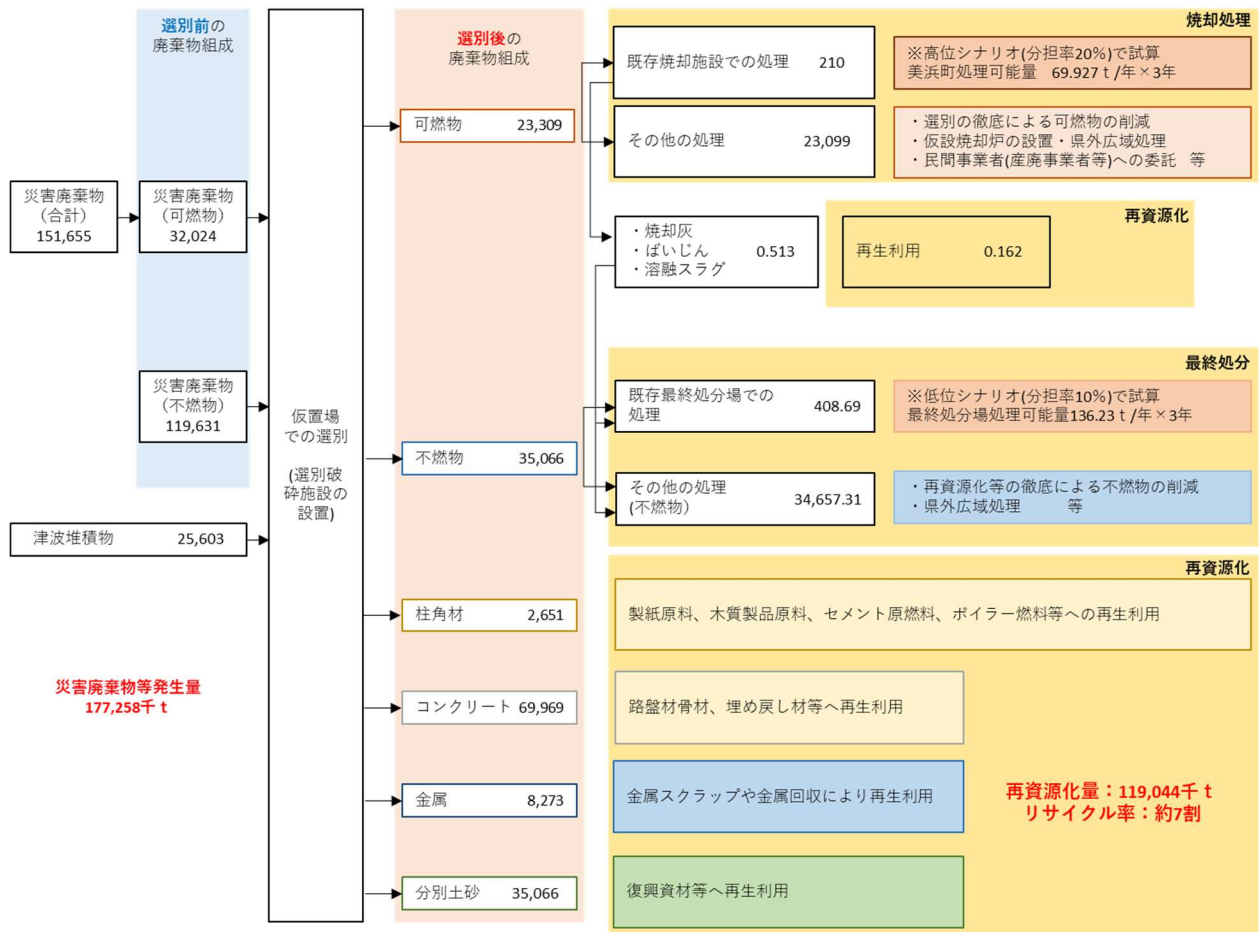 選別前の
廃棄物組成
選別後の
廃棄物組成
焼却処理
既存焼却施設での処理 210
※高位シナリオ(分担率20%)で試算
美浜町処理可能量 69.927ｔ/年×3年
可燃物 23,309
その他の処理 23,099
・選別の徹底による可燃物の削減
・仮設焼却炉の設置・県外広域処理
・民間事業者(産廃事業者等)への委託 等
災害廃棄物
（合計）
151,655
災害廃棄物
（可燃物）
32,024
再資源化
・焼却灰
・ばいじん
・溶融スラグ
0.513
再生利用 0.162
災害廃棄物
（不燃物）
119,631
仮置場
での選別
(選別破
砕施設の
設置)
最終処分
既存最終処分場での
処理
408.69
※低位シナリオ(分担率10%)で試算
最終処分場処理可能量136.23ｔ/年×3年
不燃物 35,066
その他の処理
(不燃物）
34,657.31
・再資源化等の徹底による不燃物の削減
・県外広域処理 等
津波堆積物 25,603
再資源化
柱角材 2,651
製紙原料、木質製品原料、セメント原燃料、ボイラー燃料等への再生利用
災害廃棄物等発生量
177,258千ｔ
コンクリート 69,969
路盤材骨材、埋め戻し材等へ再生利用
金属 8,273
金属スクラップや金属回収により再生利用
再資源化量：119,044千ｔ
リサイクル率：約7割
分別土砂 35,066
復興資材等へ再生利用